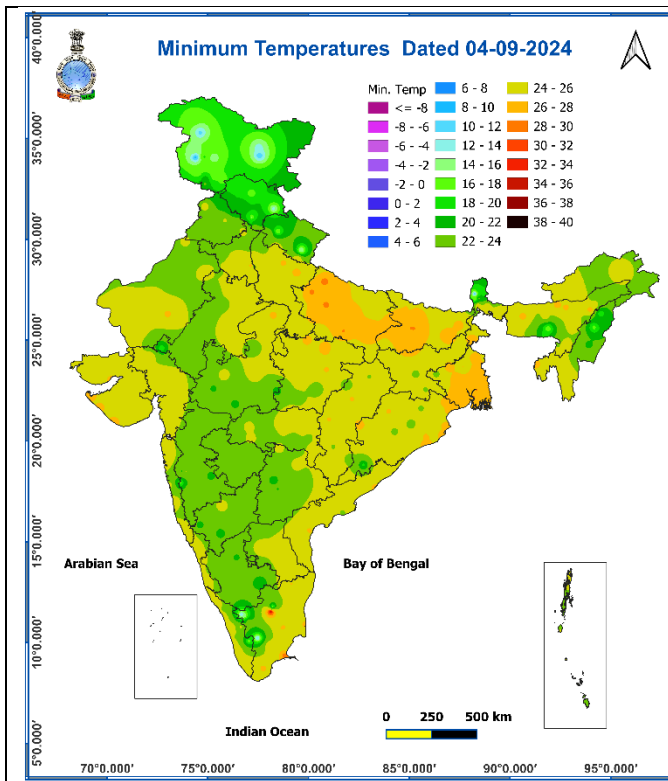 Minimum Temperatures Dated 04-09-2024
Min. Temp
<= -8
-8 - -6
-6 - -4
-4 - -2
-2 - 0
0 - 2
2 - 4
4 - 6
6 - 8
8 - 10
10 - 12
12 - 14
14 - 16
16 - 18
18 - 20
20 - 22
22 - 24
24 - 26
26 - 28
28 - 30
30 - 32
32 - 34
34 - 36
36 - 38
38 - 40
40°0.000'
35°0.000'
30°0.000'
25°0.000'
20°0.000'
15°0.000'
10°0.000'
5°0.000'
Arabian Sea
Bay of Bengal
Indian Ocean
0 250 500 km
70°0.000' 75°0.000' 80°0.000' 85°0.000' 90°0.000' 95°0.000'